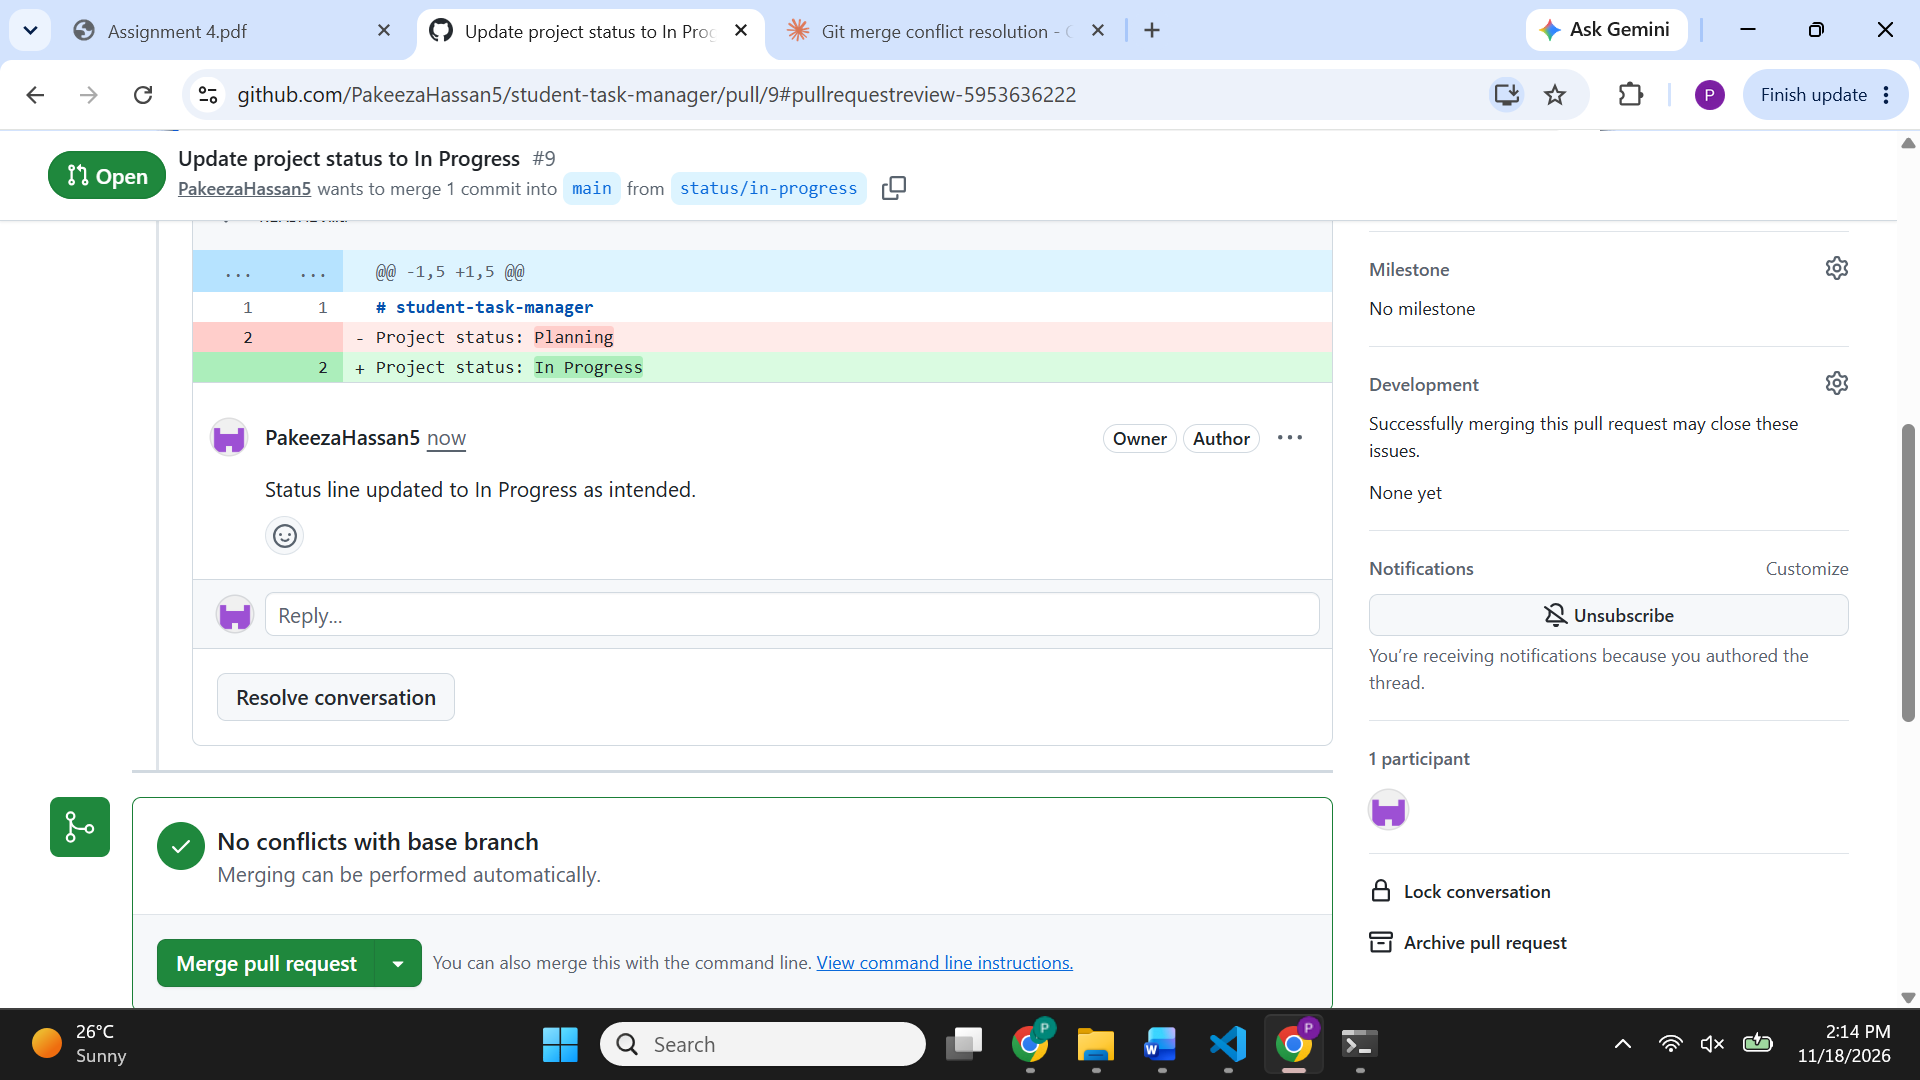 Assignment 4.pdf
Update project status to In Prog
Git merge conflict resolution -
Ask Gemini
github.com/PakeezaHassan5/student-task-manager/pull/9#pullrequestreview-5953636222
P
Finish update
Open
Update project status to In Progress #9
PakeezaHassan5 wants to merge 1 commit into main from status/in-progress
... ... @@ -1,5 +1,5 @@
1 1 # student-task-manager
2 - Project status: Planning
2 + Project status: In Progress
PakeezaHassan5 now
Owner Author
Status line updated to In Progress as intended.
Reply...
Resolve conversation
No conflicts with base branch
Merging can be performed automatically.
Merge pull request
You can also merge this with the command line. View command line instructions.
Milestone
No milestone
Development
Successfully merging this pull request may close these
issues.
None yet
Notifications Customize
Unsubscribe
You're receiving notifications because you authored the
thread.
1 participant
Lock conversation
Archive pull request
26°C
Sunny
Search
P
W
P
2:14 PM
11/18/2026